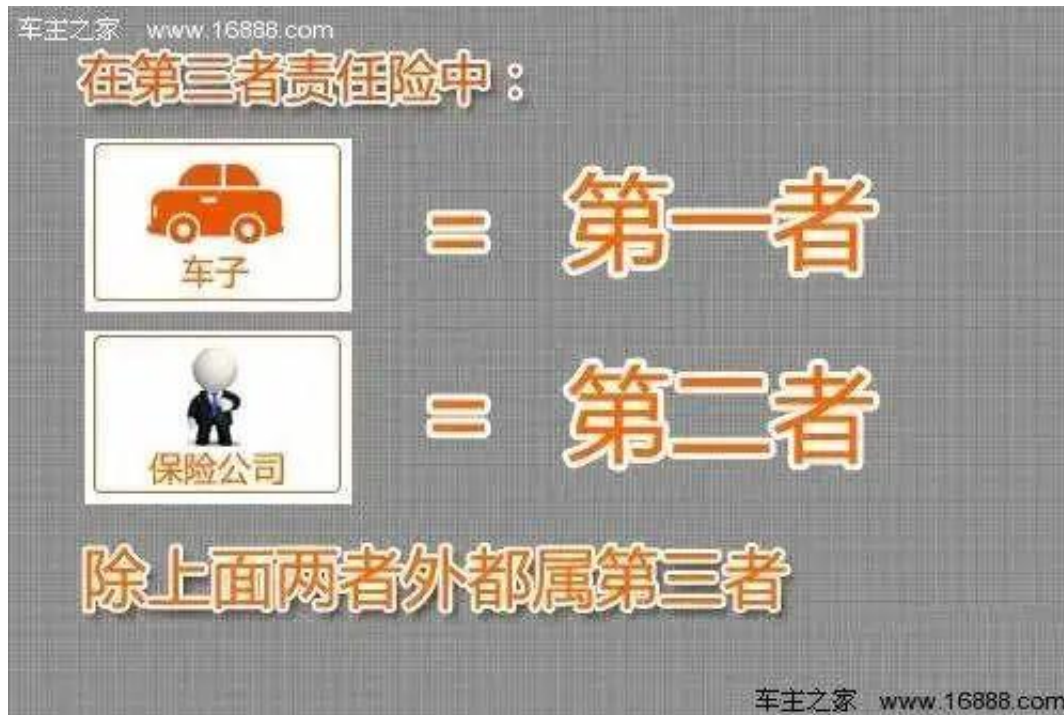 车主之家 www.16888.com
在第三者责任险中：
车子
= 第一者
保险公司
= 第二者
除上面两者外都属第三者
车主之家 www.16888.com